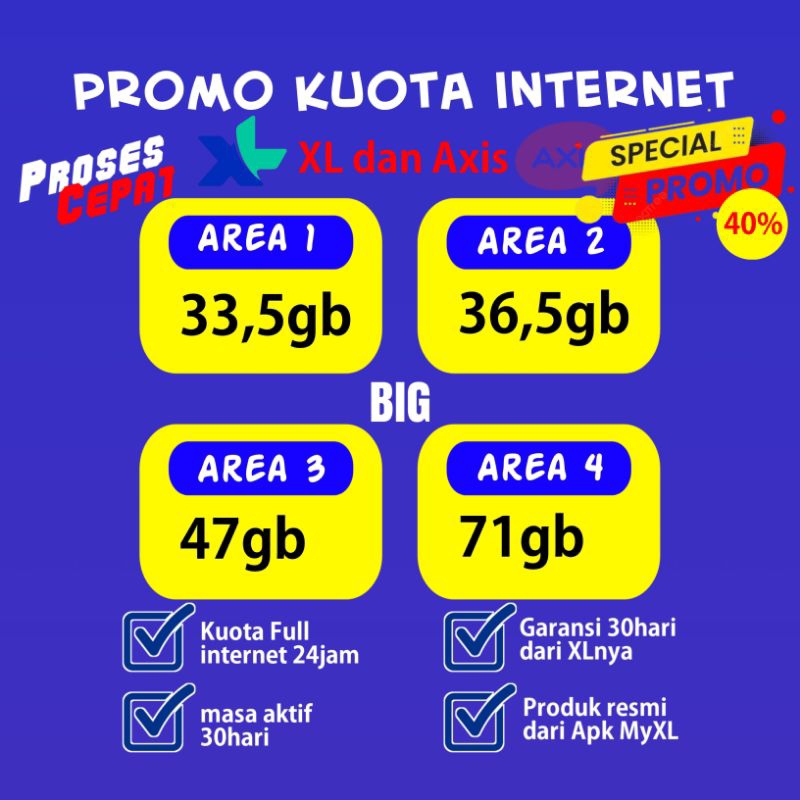 PROMO KUOTA INTERNET
PROSES
CEPAT
XL
XL dan Axis
SPECIAL
PROMO
40%
AREA 1
33,5gb
AREA 2
36,5gb
BIG
AREA 3
47gb
AREA 4
71gb
Kuota Full
internet 24jam
Garansi 30hari
dari XLnya
masa aktif
30hari
Produk resmi
dari Apk MyXL